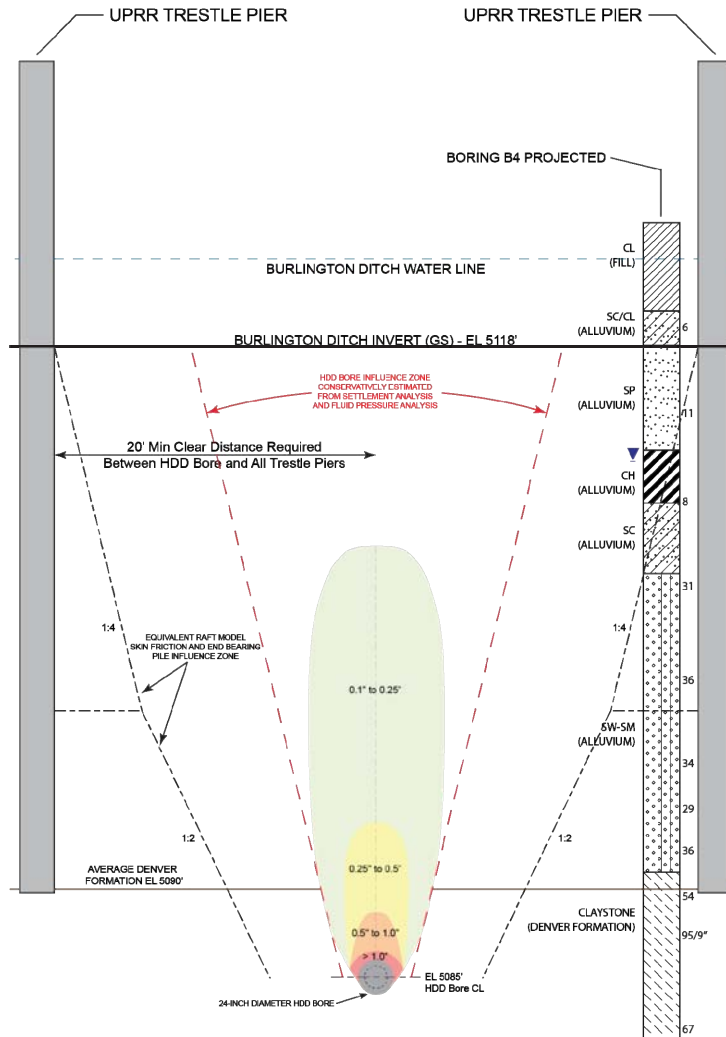 UPRR TRESTLE PIER
UPRR TRESTLE PIER
BORING B4 PROJECTED
CL
(FILL)
BURLINGTON DITCH WATER LINE
SC/CL
(ALLUVIUM)
6
BURLINGTON DITCH INVERT (GS) - EL 5118'
HDD BORE INFLUENCE ZONE
CONSERVATIVELY ESTIMATED
FROM SETTLEMENT ANALYSIS
AND FLUID PRESSURE ANALYSIS
SP
(ALLUVIUM)
11
20' Min Clear Distance Required
Between HDD Bore and All Trestle Piers
CH
(ALLUVIUM)
8
SC
(ALLUVIUM)
31
1:4
1:4
EQUIVALENT RAFT MODEL
SKIN FRICTION AND END BEARING
PILE INFLUENCE ZONE
36
0.1" to 0.25"
SW-SM
(ALLUVIUM)
34
29
1:2
1:2
36
0.25" to 0.5"
AVERAGE DENVER
FORMATION EL 5090'
54
CLAYSTONE
(DENVER FORMATION)
95/9"
0.5" to 1.0"
> 1.0"
EL 5085'
HDD Bore CL
24-INCH DIAMETER HDD BORE
67